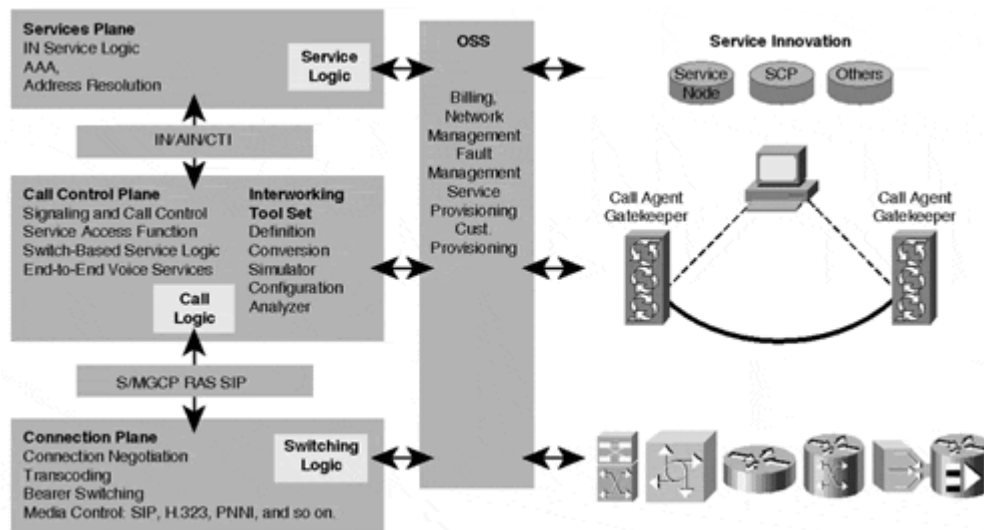 Services Plane
IN Service Logic
AAA,
Address Resolution
Service
Logic
IN/AIN/CTI
Call Control Plane
Signaling and Call Control
Service Access Function
Switch-Based Service Logic
End-to-End Voice Services
Call
Logic
Interworking
Tool Set
Definition
Conversion
Simulator
Configuration
Analyzer
S/MGCP RAS SIP
Connection Plane
Connection Negotiation
Transcoding
Bearer Switching
Media Control: SIP, H.323, PNNI, and so on.
Switching
Logic
OSS
Billing,
Network
Management
Fault
Management
Service
Provisioning
Cust.
Provisioning
Service Innovation
Service
Node
SCP
Others
Call Agent
Gatekeeper
Call Agent
Gatekeeper